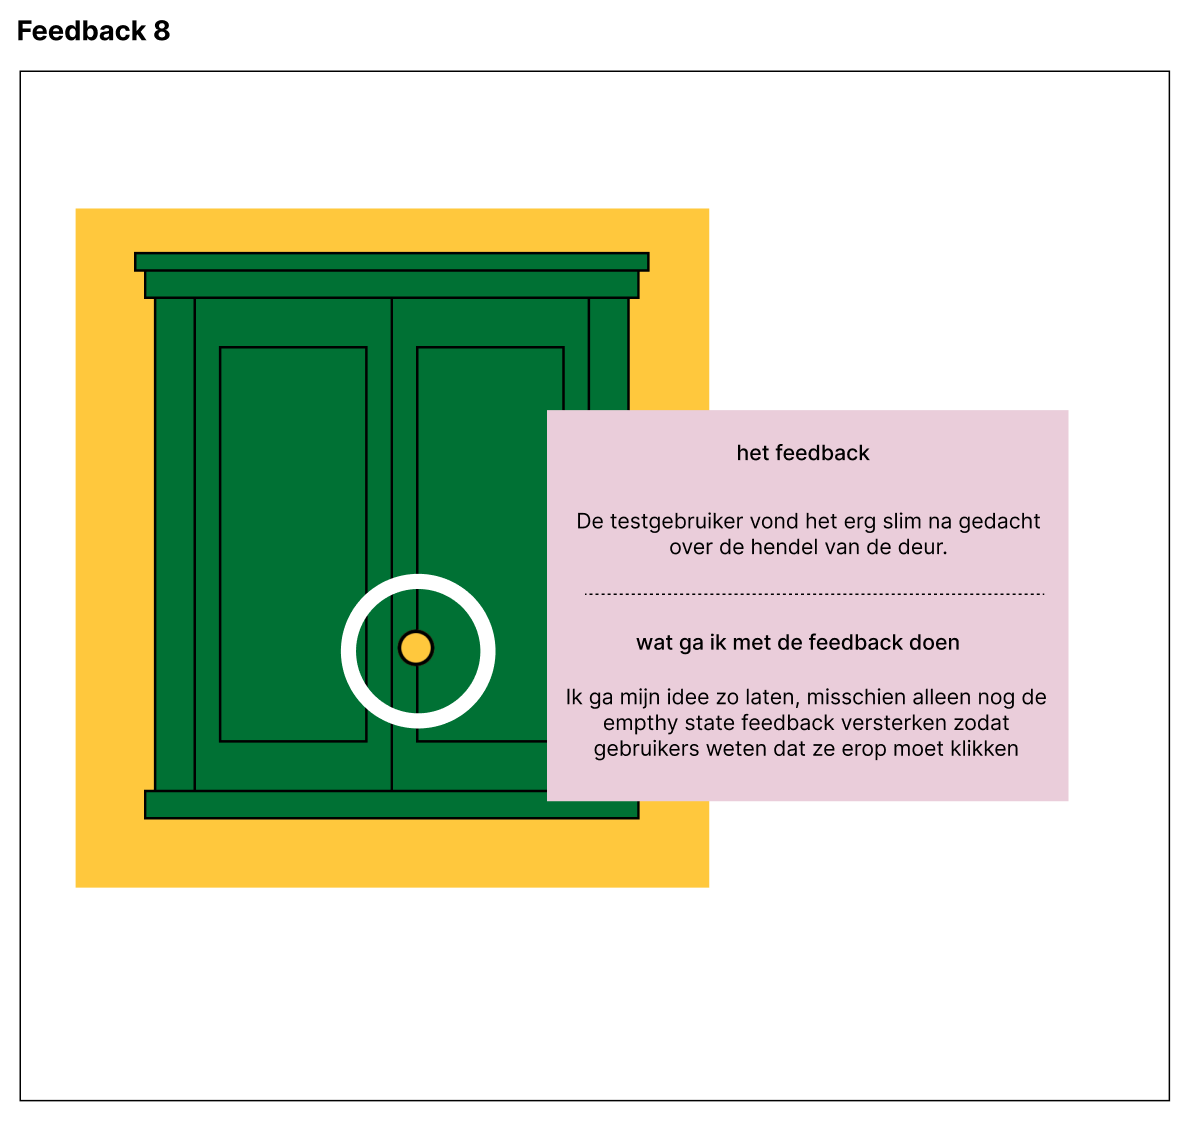 Feedback 8
het feedback
De testgebruiker vond het erg slim na gedacht
over de hendel van de deur.
wat ga ik met de feedback doen
Ik ga mijn idee zo laten, misschien alleen nog de
empthy state feedback versterken zodat
gebruikers weten dat ze erop moet klikken